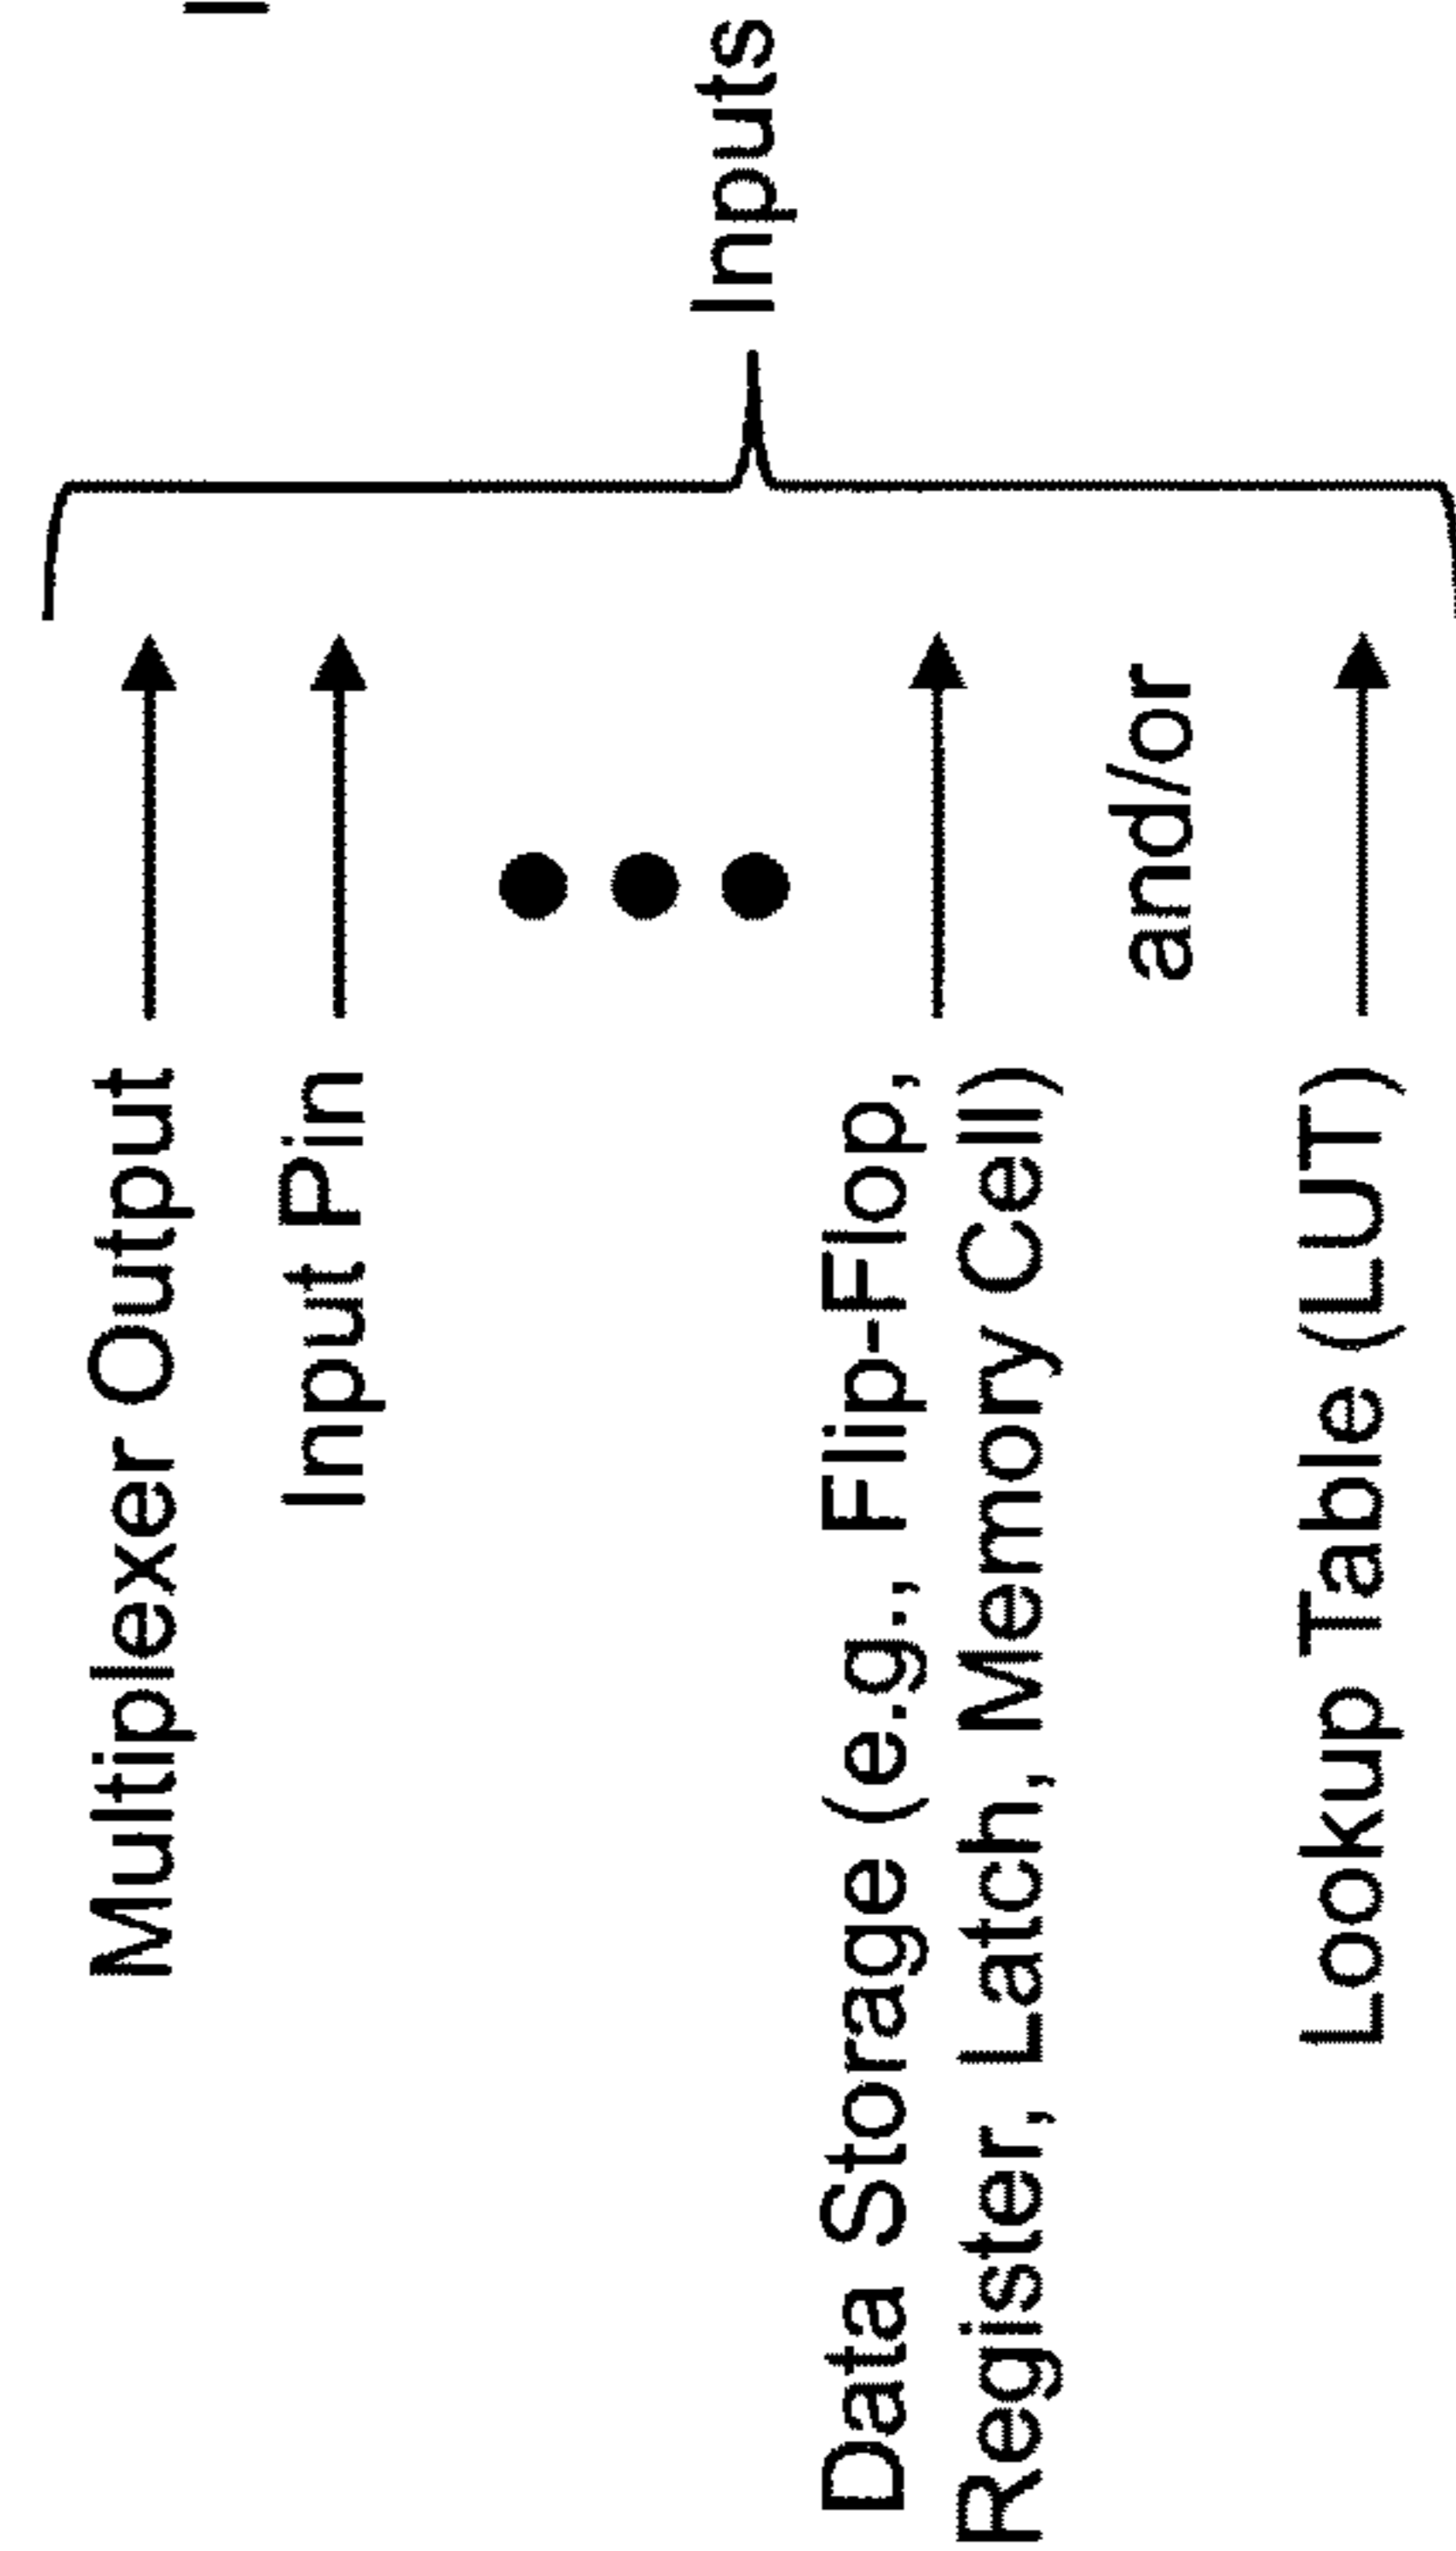 Multiplexer Output
Input Pin
Data Storage (e.g., Flip-Flop,
Register, Latch, Memory Cell)
and/or
Lookup Table (LUT)
Inputs